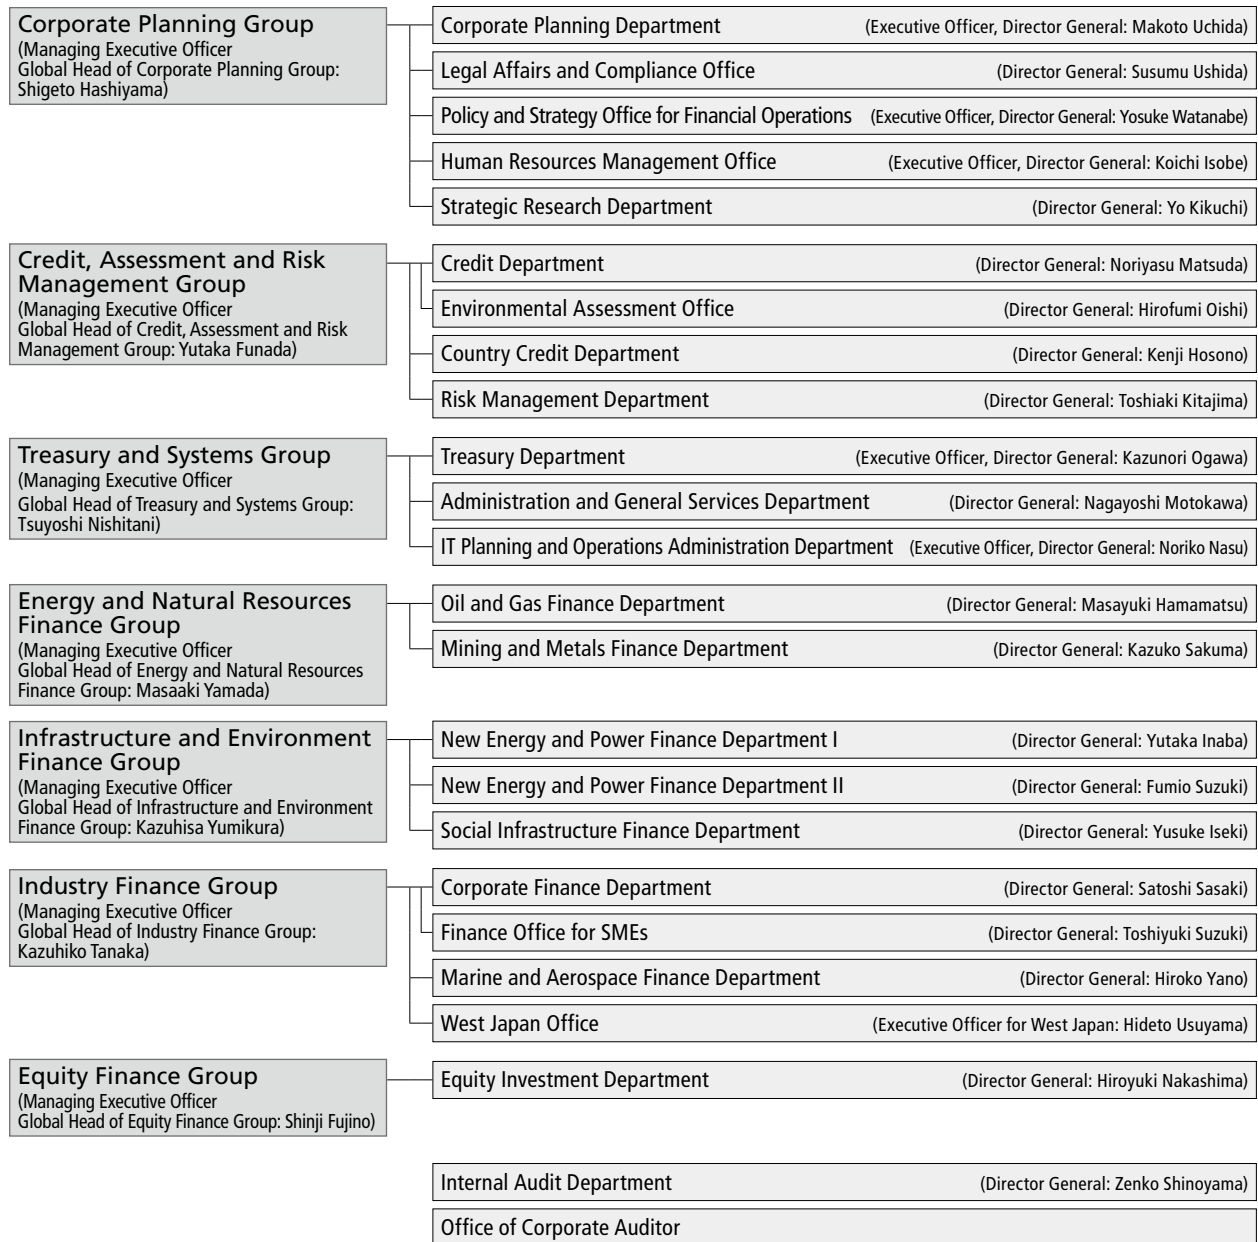 Corporate Planning Group
(Managing Executive Officer
Global Head of Corporate Planning Group:
Shigeto Hashiyama)
Corporate Planning Department (Executive Officer, Director General: Makoto Uchida)
Legal Affairs and Compliance Office (Director General: Susumu Ushida)
Policy and Strategy Office for Financial Operations (Executive Officer, Director General: Yosuke Watanabe)
Human Resources Management Office (Executive Officer, Director General: Koichi Isobe)
Strategic Research Department (Director General: Yo Kikuchi)
Credit, Assessment and Risk
Management Group
(Managing Executive Officer
Global Head of Credit, Assessment and Risk
Management Group: Yutaka Funada)
Credit Department (Director General: Noriyasu Matsuda)
Environmental Assessment Office (Director General: Hirofumi Oishi)
Country Credit Department (Director General: Kenji Hosono)
Risk Management Department (Director General: Toshiaki Kitajima)
Treasury and Systems Group
(Managing Executive Officer
Global Head of Treasury and Systems Group:
Tsuyoshi Nishitani)
Treasury Department (Executive Officer, Director General: Kazunori Ogawa)
Administration and General Services Department (Director General: Nagayoshi Motokawa)
IT Planning and Operations Administration Department (Executive Officer, Director General: Noriko Nasu)
Energy and Natural Resources
Finance Group
(Managing Executive Officer
Global Head of Energy and Natural Resources
Finance Group: Masaaki Yamada)
Oil and Gas Finance Department (Director General: Masayuki Hamamatsu)
Mining and Metals Finance Department (Director General: Kazuko Sakuma)
Infrastructure and Environment
Finance Group
(Managing Executive Officer
Global Head of Infrastructure and Environment
Finance Group: Kazuhisa Yumikura)
New Energy and Power Finance Department I (Director General: Yutaka Inaba)
New Energy and Power Finance Department II (Director General: Fumio Suzuki)
Social Infrastructure Finance Department (Director General: Yusuke Iseki)
Industry Finance Group
(Managing Executive Officer
Global Head of Industry Finance Group:
Kazuhiko Tanaka)
Corporate Finance Department (Director General: Satoshi Sasaki)
Finance Office for SMEs (Director General: Toshiyuki Suzuki)
Marine and Aerospace Finance Department (Director General: Hiroko Yano)
West Japan Office (Executive Officer for West Japan: Hideto Usuyama)
Equity Finance Group
(Managing Executive Officer
Global Head of Equity Finance Group: Shinji Fujino)
Equity Investment Department (Director General: Hiroyuki Nakashima)
Internal Audit Department (Director General: Zenko Shinoyama)
Office of Corporate Auditor